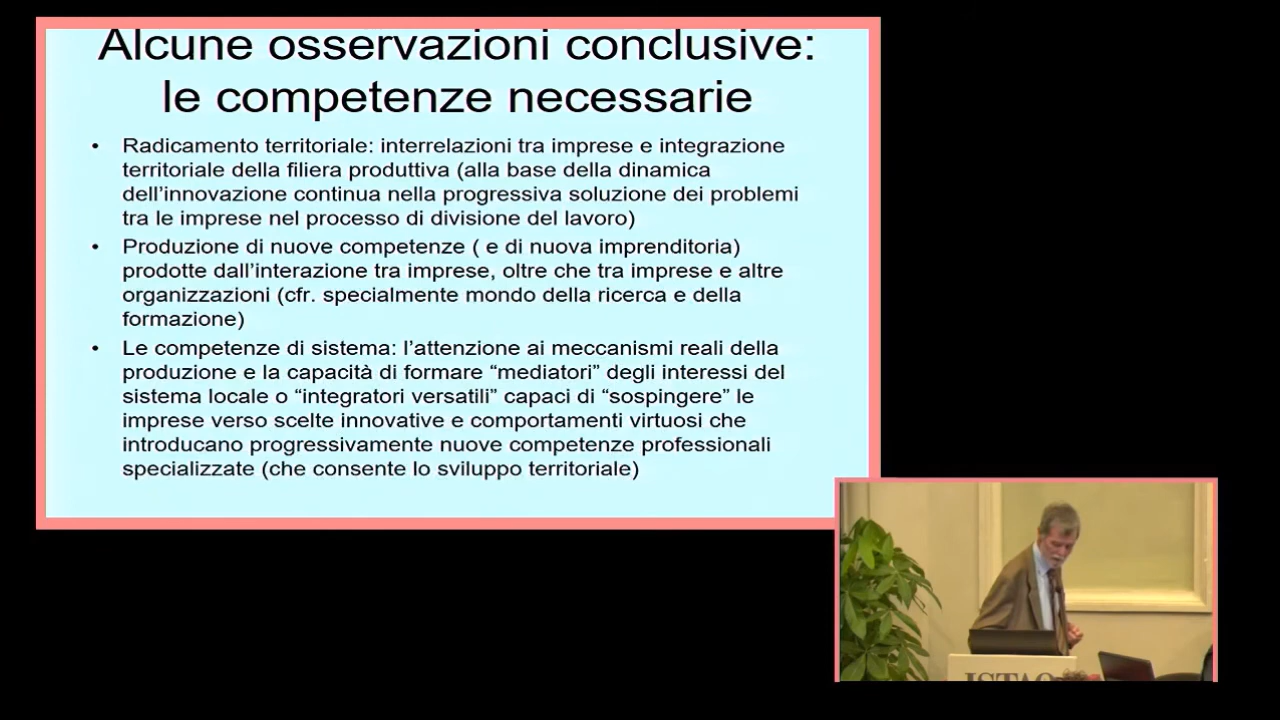 Alcune osservazioni conclusive:
le competenze necessarie
• Radicamento territoriale: interrelazioni tra imprese e integrazione
territoriale della filiera produttiva (alla base della dinamica
dell’innovazione continua nella progressiva soluzione dei problemi
tra le imprese nel processo di divisione del lavoro)
• Produzione di nuove competenze ( e di nuova imprenditoria)
prodotte dall’interazione tra imprese, oltre che tra imprese e altre
organizzazioni (cfr. specialmente mondo della ricerca e della
formazione)
• Le competenze di sistema: l’attenzione ai meccanismi reali della
produzione e la capacità di formare “mediatori” degli interessi del
sistema locale o “integratori versatili” capaci di “sospingere” le
imprese verso scelte innovative e comportamenti virtuosi che
introducano progressivamente nuove competenze professionali
specializzate (che consente lo sviluppo territoriale)